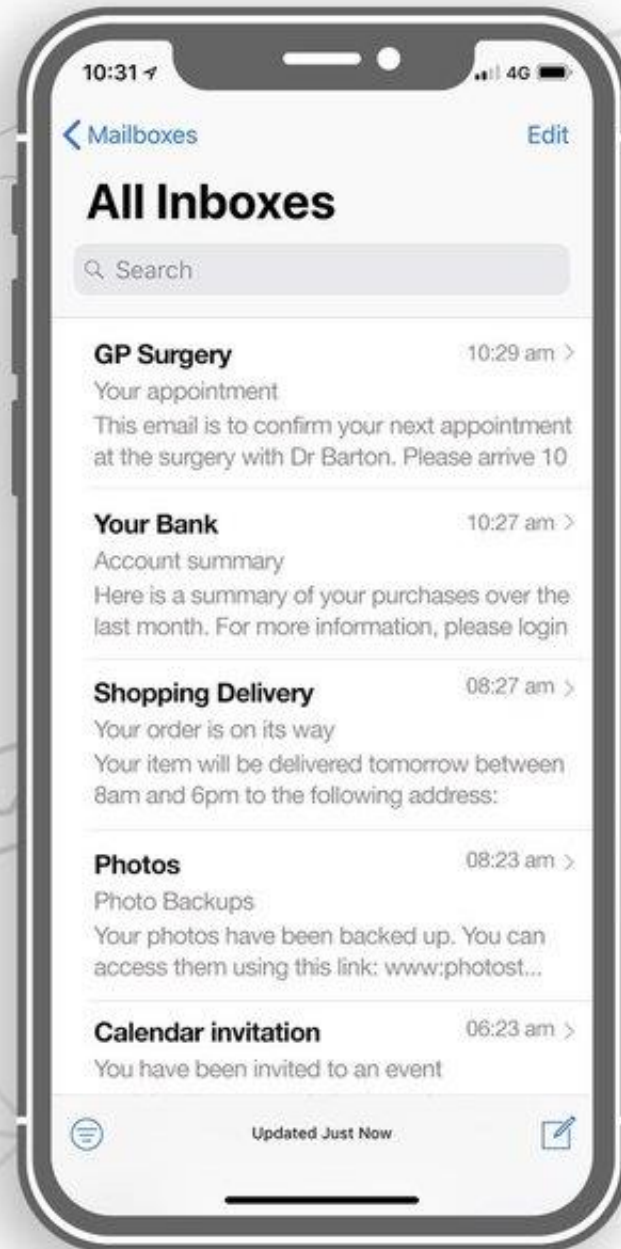 10:31
4G
Mailboxes
Edit
All Inboxes
Search
GP Surgery
10:29 am
Your appointment
This email is to confirm your next appointment
at the surgery with Dr Barton. Please arrive 10
Your Bank
10:27 am
Account summary
Here is a summary of your purchases over the
last month. For more information, please login
Shopping Delivery
08:27 am
Your order is on its way
Your item will be delivered tomorrow between
8am and 6pm to the following address:
Photos
08:23 am
Photo Backups
Your photos have been backed up. You can
access them using this link: www:photost...
Calendar invitation
06:23 am
You have been invited to an event
Updated Just Now